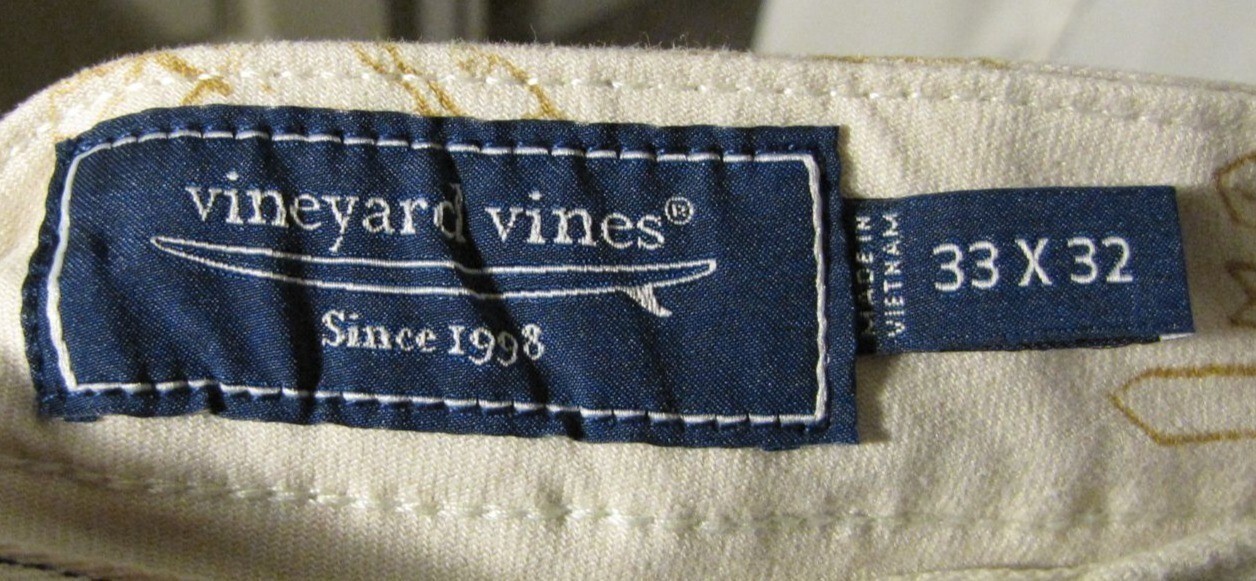 vineyard vines®
Since 1998
MADE IN
VIETNAM
33 X 32